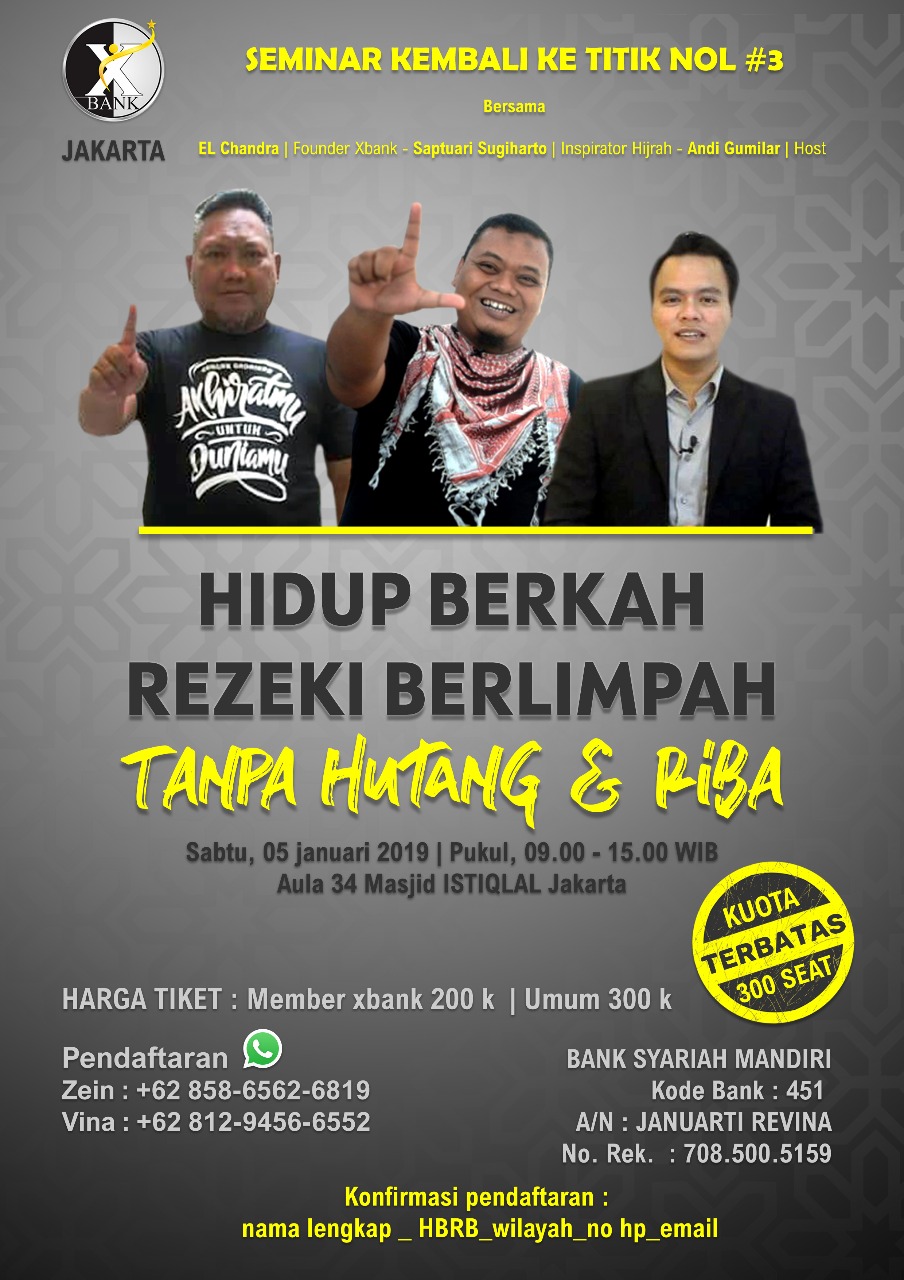 X
BANK
JAKARTA
SEMINAR KEMBALI KE TITIK NOL #3
Bersama
EL Chandra | Founder Xbank - Saptuari Sugiharto | Inspirator Hijrah - Andi Gumilar | Host
Akhiratmu
UNTUK
Duniamu
HIDUP BERKAH
REZEKI BERLIMPAH
TANPA HUTANG & RiBA
Sabtu, 05 januari 2019 | Pukul, 09.00 - 15.00 WIB
Aula 34 Masjid ISTIQLAL Jakarta
KUOTA
TERBATAS
300 SEAT
HARGA TIKET : Member xbank 200 k | Umum 300 k
Pendaftaran
Zein : +62 858-6562-6819
Vina : +62 812-9456-6552
BANK SYARIAH MANDIRI
Kode Bank : 451
A/N : JANUARTI REVINA
No. Rek. : 708.500.5159
Konfirmasi pendaftaran :
nama lengkap _ HBRB_wilayah_no hp_email